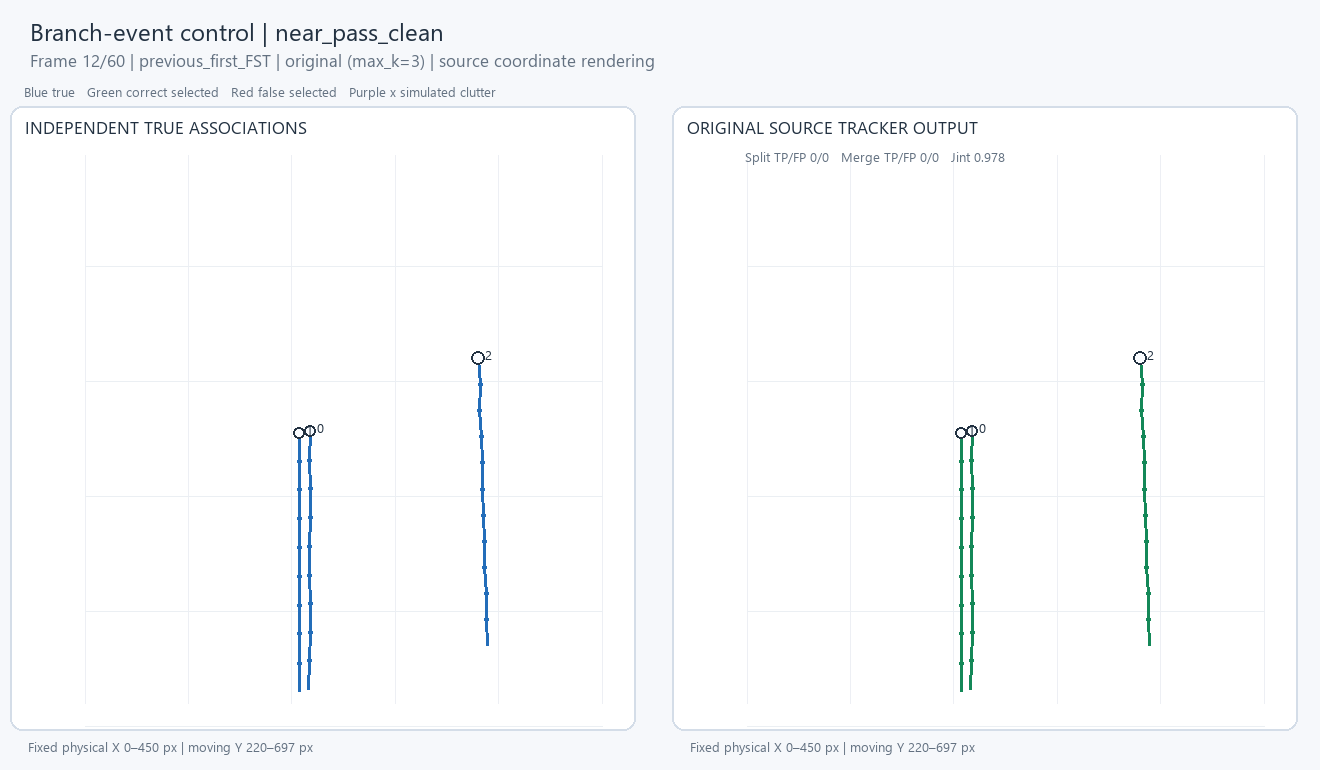 Branch-event control | near_pass_clean
Frame 12/60 | previous_first_FST | original (max_k=3) | source coordinate rendering
Blue true   Green correct selected   Red false selected   Purple x simulated clutter
INDEPENDENT TRUE ASSOCIATIONS
2
0
Fixed physical X 0–450 px | moving Y 220–697 px
ORIGINAL SOURCE TRACKER OUTPUT
Split TP/FP 0/0   Merge TP/FP 0/0   Jint 0.978
2
0
Fixed physical X 0–450 px | moving Y 220–697 px